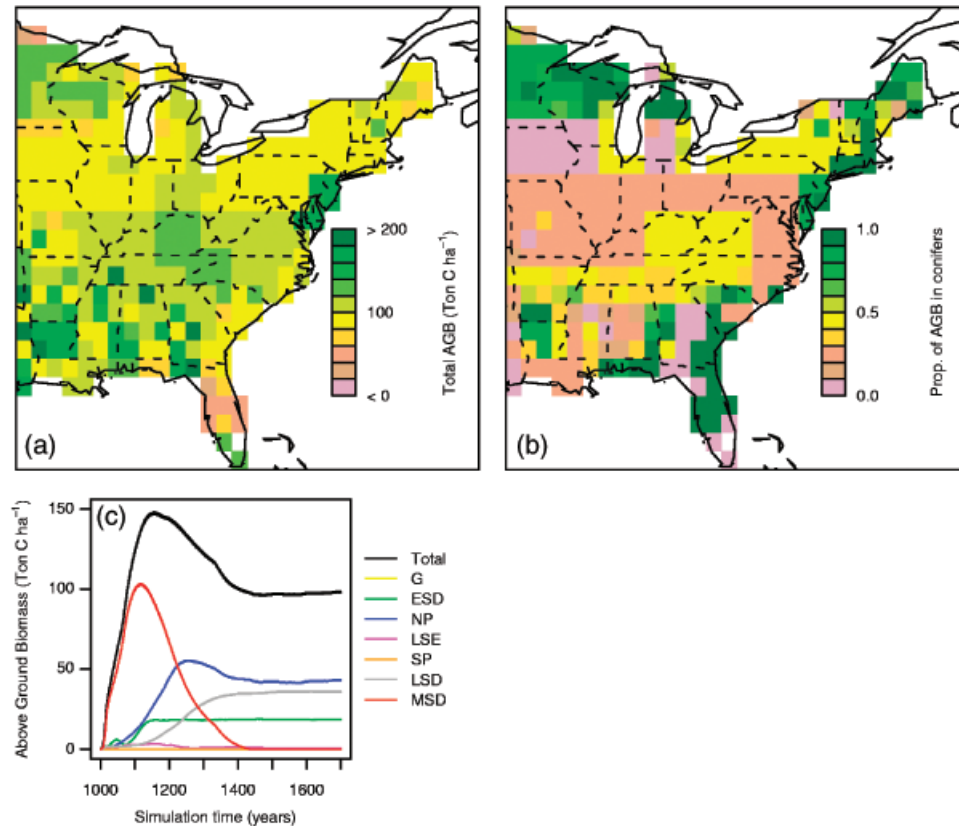 > 200
100
< 0
Total AGB (Ton C ha⁻¹)
(a)
1.0
0.5
0.0
Prop. of AGB in conifers
(b)
(c)
150
100
50
0
Above Ground Biomass (Ton C ha⁻¹)
1000 1200 1400 1600
Simulation time (years)
Total
G
ESD
NP
LSE
SP
LSD
MSD